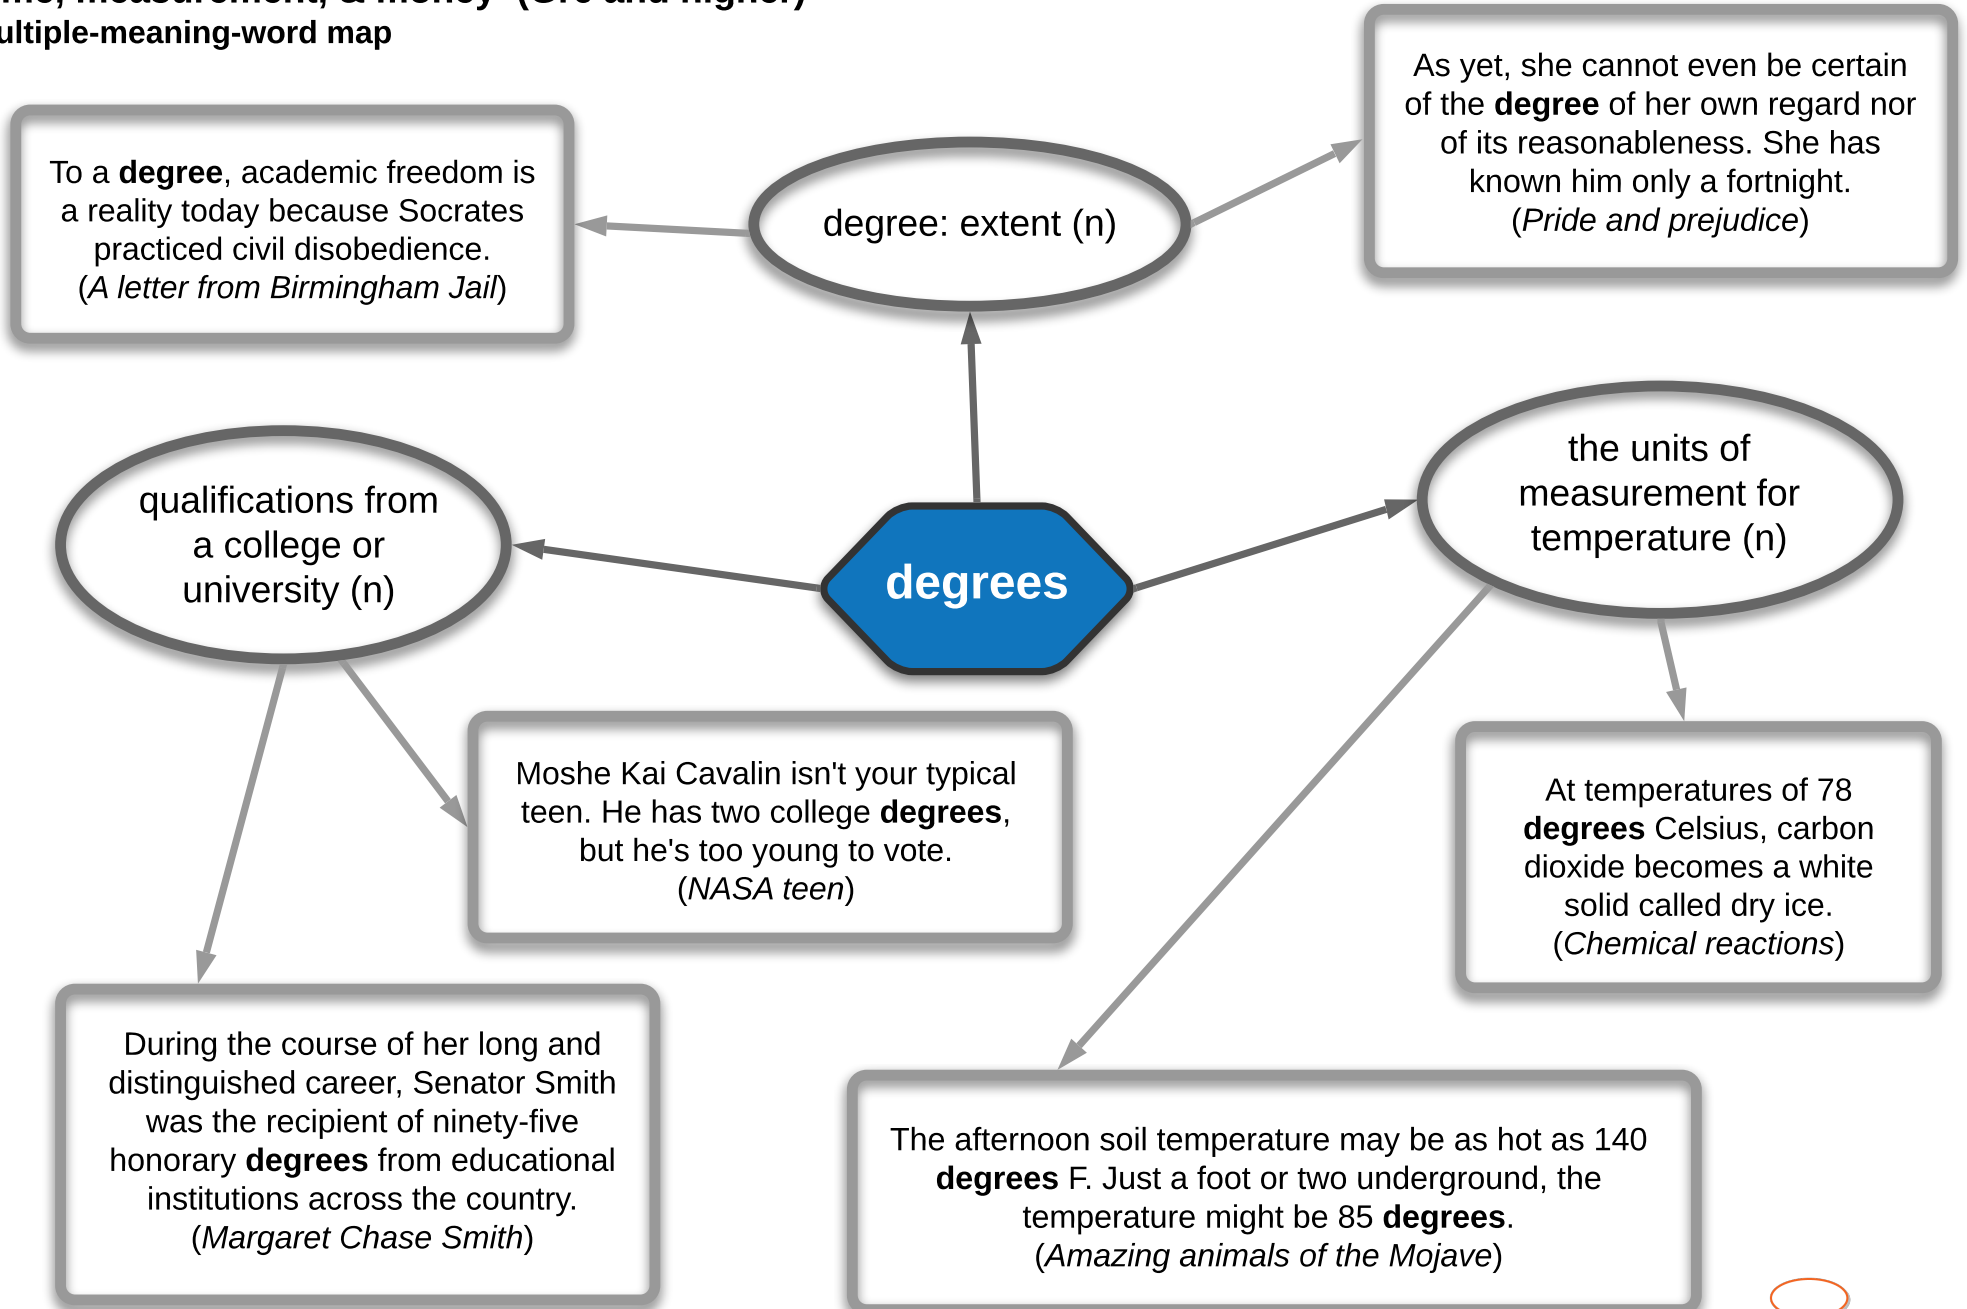 measurement, & money (Gr6 and higher)
multiple-meaning-word map
To a degree, academic freedom is
a reality today because Socrates
practiced civil disobedience.
(A letter from Birmingham Jail)
degree: extent (n)
As yet, she cannot even be certain
of the degree of her own regard nor
of its reasonableness. She has
known him only a fortnight.
(Pride and prejudice)
qualifications from
a college or
university (n)
degrees
the units of
measurement for
temperature (n)
Moshe Kai Cavalin isn't your typical
teen. He has two college degrees,
but he's too young to vote.
(NASA teen)
At temperatures of 78
degrees Celsius, carbon
dioxide becomes a white
solid called dry ice.
(Chemical reactions)
During the course of her long and
distinguished career, Senator Smith
was the recipient of ninety-five
honorary degrees from educational
institutions across the country.
(Margaret Chase Smith)
The afternoon soil temperature may be as hot as 140
degrees F. Just a foot or two underground, the
temperature might be 85 degrees.
(Amazing animals of the Mojave)